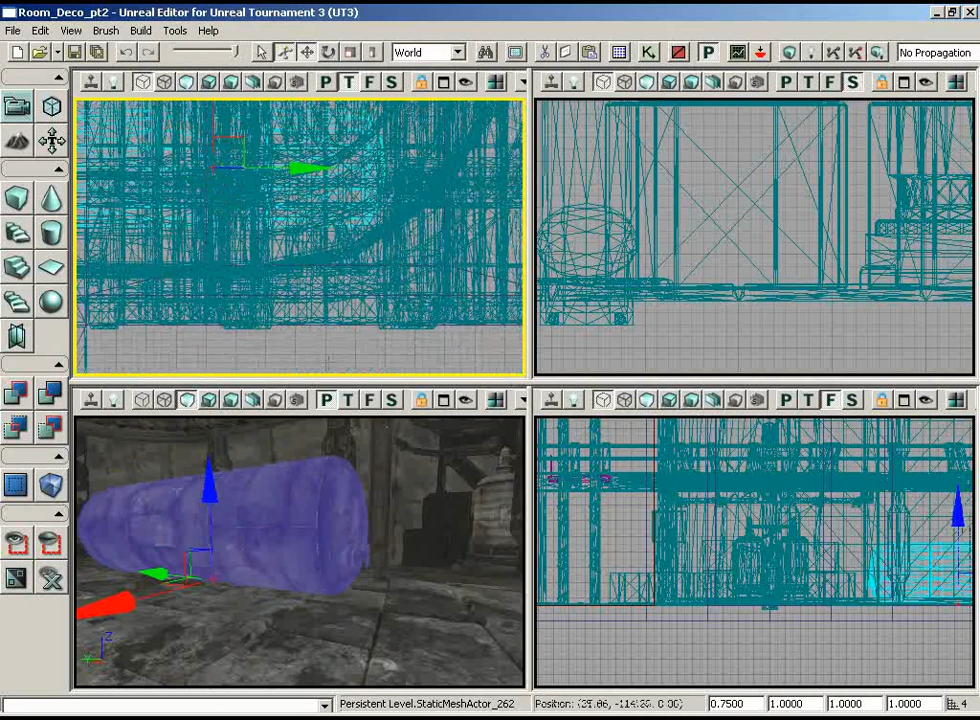 Room_Deco_pt2 - Unreal Editor for Unreal Tournament 3 (UT3)
File Edit View Brush Build Tools Help
World P No Propagation
P T F S
P T F S
P T F S
P T F S
Z
Persistent Level.StaticMeshActor_262
0.7500 1.0000 1.0000 1.0000 4